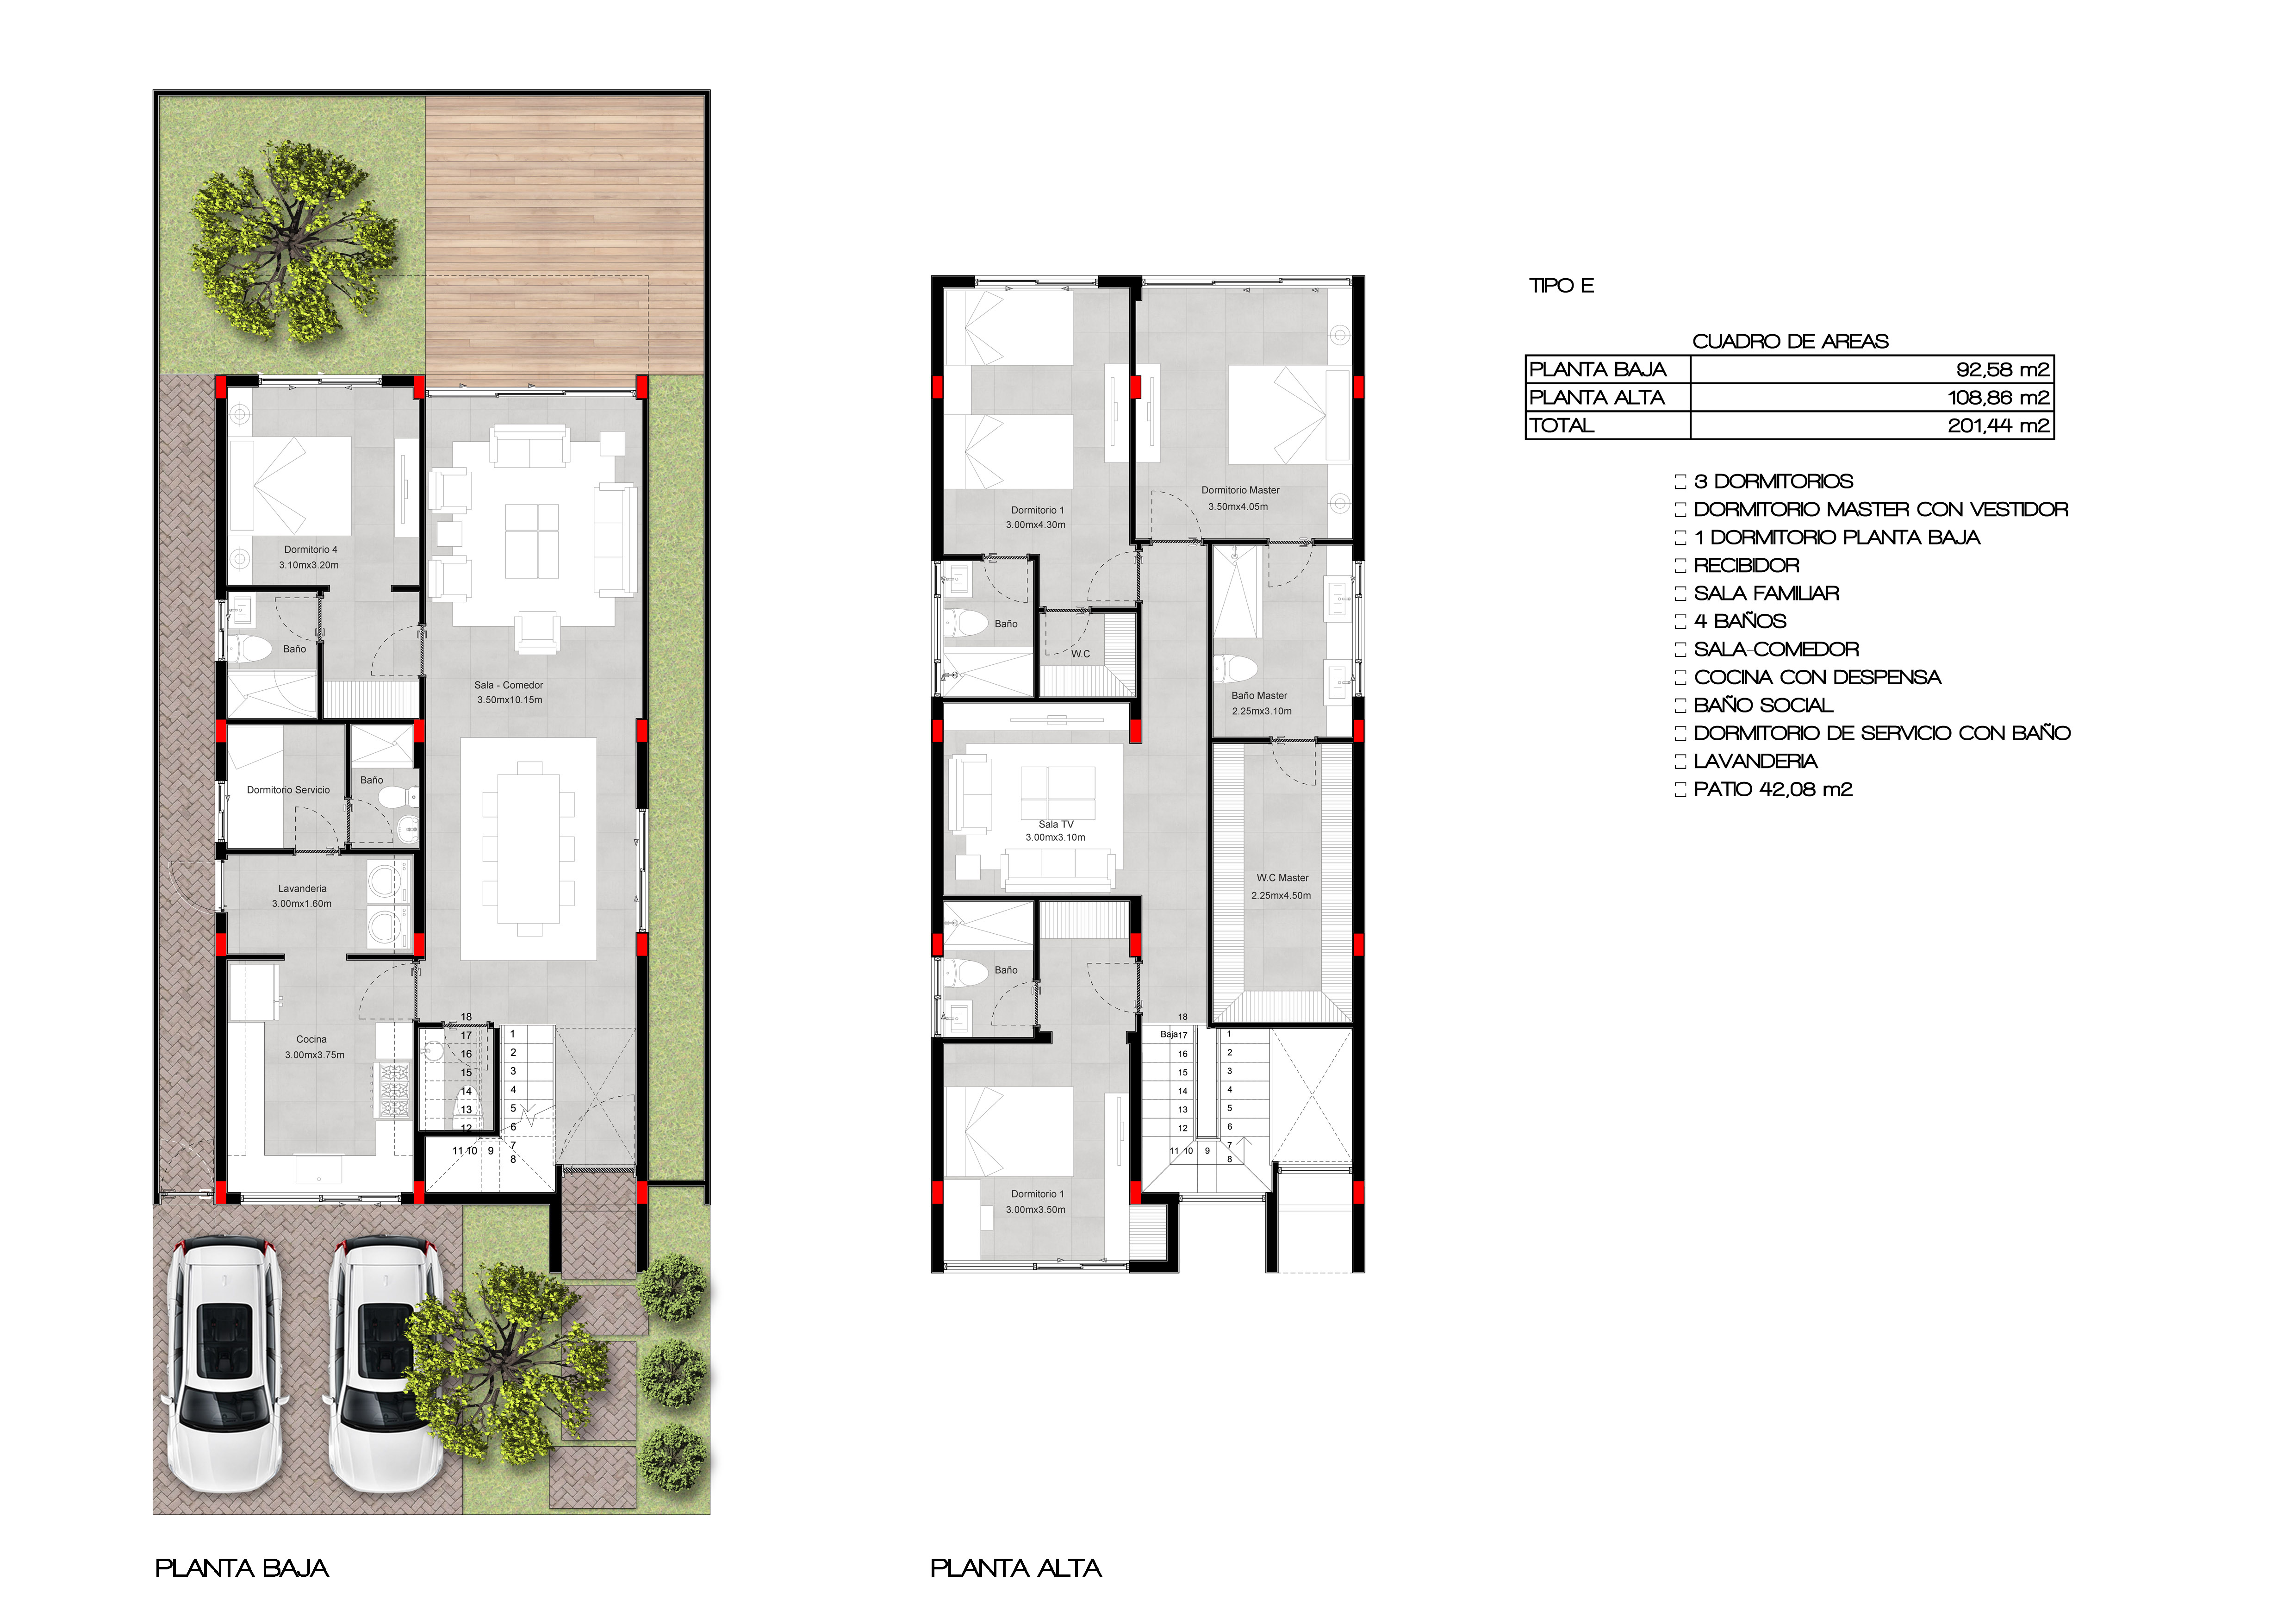 Dormitorio 4
3.10mx3.20m
Baño
Sala - Comedor
3.50mx10.15m
Dormitorio Servicio
Baño
Lavanderia
3.00mx1.60m
Cocina
3.00mx3.75m
18
17
16
15
14
13
12
11 10 9
1
2
3
4
5
6
7
8
PLANTA BAJA
Dormitorio 1
3.00mx4.30m
Dormitorio Master
3.50mx4.05m
Baño
W.C
Baño Master
2.25mx3.10m
Sala TV
3.00mx3.10m
W.C Master
2.25mx4.50m
Baño
18
Baja 17
16
15
14
13
12
11 10 9
1
2
3
4
5
6
7
8
Dormitorio 1
3.00mx3.50m
PLANTA ALTA
TIPO E
CUADRO DE AREAS
PLANTA BAJA 92,58 m2
PLANTA ALTA 108,86 m2
TOTAL 201,44 m2
3 DORMITORIOS
DORMITORIO MASTER CON VESTIDOR
1 DORMITORIO PLANTA BAJA
RECIBIDOR
SALA FAMILIAR
4 BAÑOS
SALA-COMEDOR
COCINA CON DESPENSA
BAÑO SOCIAL
DORMITORIO DE SERVICIO CON BAÑO
LAVANDERIA
PATIO 42,08 m2